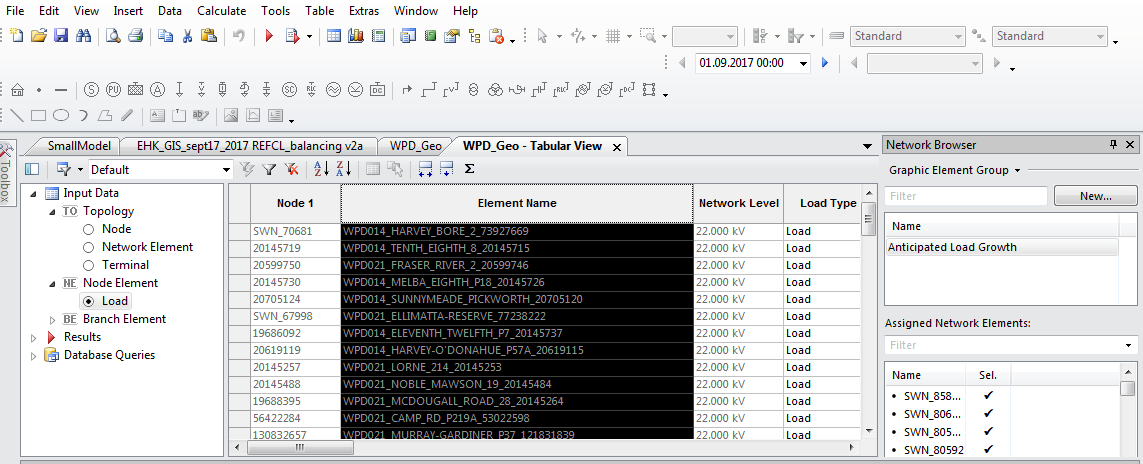 File Edit View Insert Data Calculate Tools Table Extras Window Help
Standard Standard
01.09.2017 00:00
SmallModel EHK_GIS_sept17_2017 REFCL_balancing v2a WPD_Geo WPD_Geo - Tabular View
Toolbox
Default
Input Data
TO Topology
Node
Network Element
Terminal
NE Node Element
Load
BE Branch Element
Results
Database Queries
Node 1 Element Name Network Level Load Type
SWN_70681 WPD014_HARVEY_BORE_2_73927669 22.000 kV Load
20145719 WPD014_TENTH_EIGHTH_8_20145715 22.000 kV Load
20599750 WPD021_FRASER_RIVER_2_20599746 22.000 kV Load
20145730 WPD014_MELBA_EIGHTH_P18_20145726 22.000 kV Load
20705124 WPD014_SUNNYMEADE_PICKWORTH_20705120 22.000 kV Load
SWN_67998 WPD021_ELLIMATTA-RESERVE_77238222 22.000 kV Load
19686092 WPD014_ELEVENTH_TWELFTH_P7_20145737 22.000 kV Load
20619119 WPD014_HARVEY-O'DONAHUE_P57A_20619115 22.000 kV Load
20145257 WPD021_LORNE_214_20145253 22.000 kV Load
20145488 WPD021_NOBLE_MAWSON_19_20145484 22.000 kV Load
19688395 WPD021_MCDOUGALL_ROAD_28_20145264 22.000 kV Load
56422284 WPD021_CAMP_RD_P219A_53022598 22.000 kV Load
130832657 WPD021_MURRAY-GARDINER_P37_121831839 22.000 kV Load
Network Browser
Graphic Element Group
Filter New...
Name
Anticipated Load Growth
Assigned Network Elements:
Filter
Name Sel.
SWN_858...
SWN_806...
SWN_805...
SWN_80592